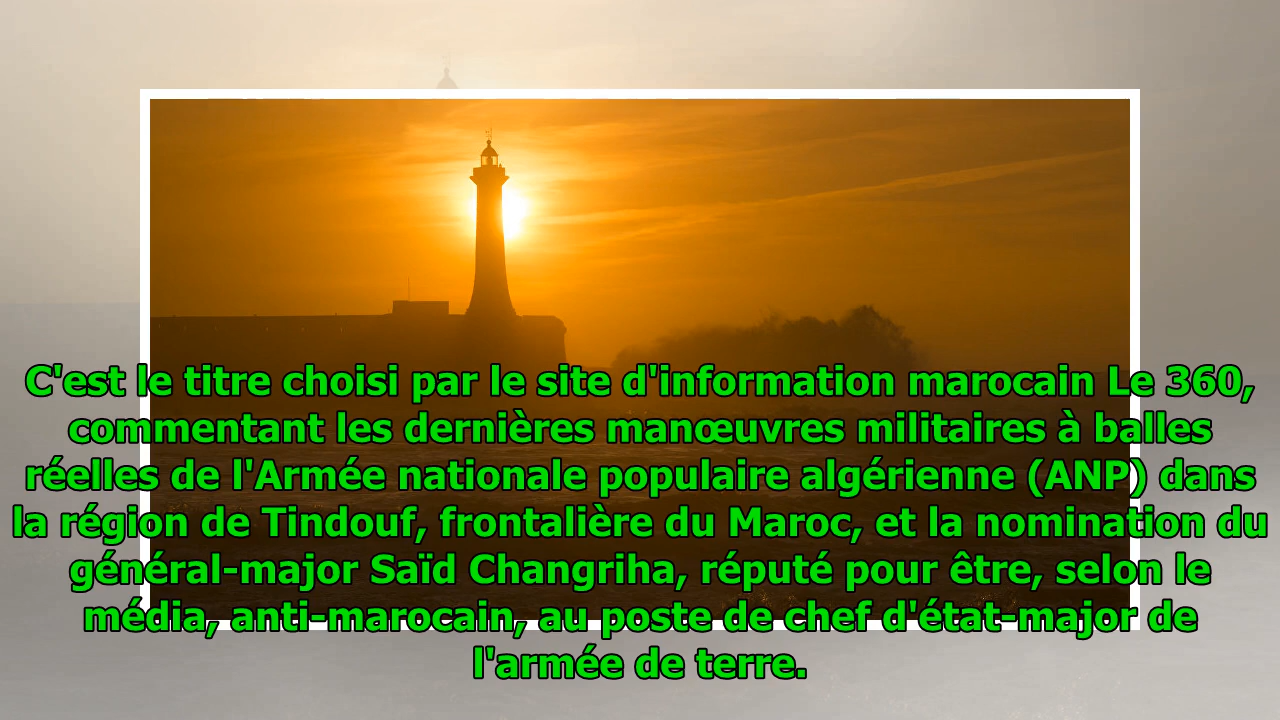 C'est le titre choisi par le site d'information marocain Le 360,
commentant les dernières manœuvres militaires à balles
réelles de l'Armée nationale populaire algérienne (ANP) dans
la région de Tindouf, frontalière du Maroc, et la nomination du
général-major Saïd Changriha, réputé pour être, selon le
média, anti-marocain, au poste de chef d'état-major de
l'armée de terre.